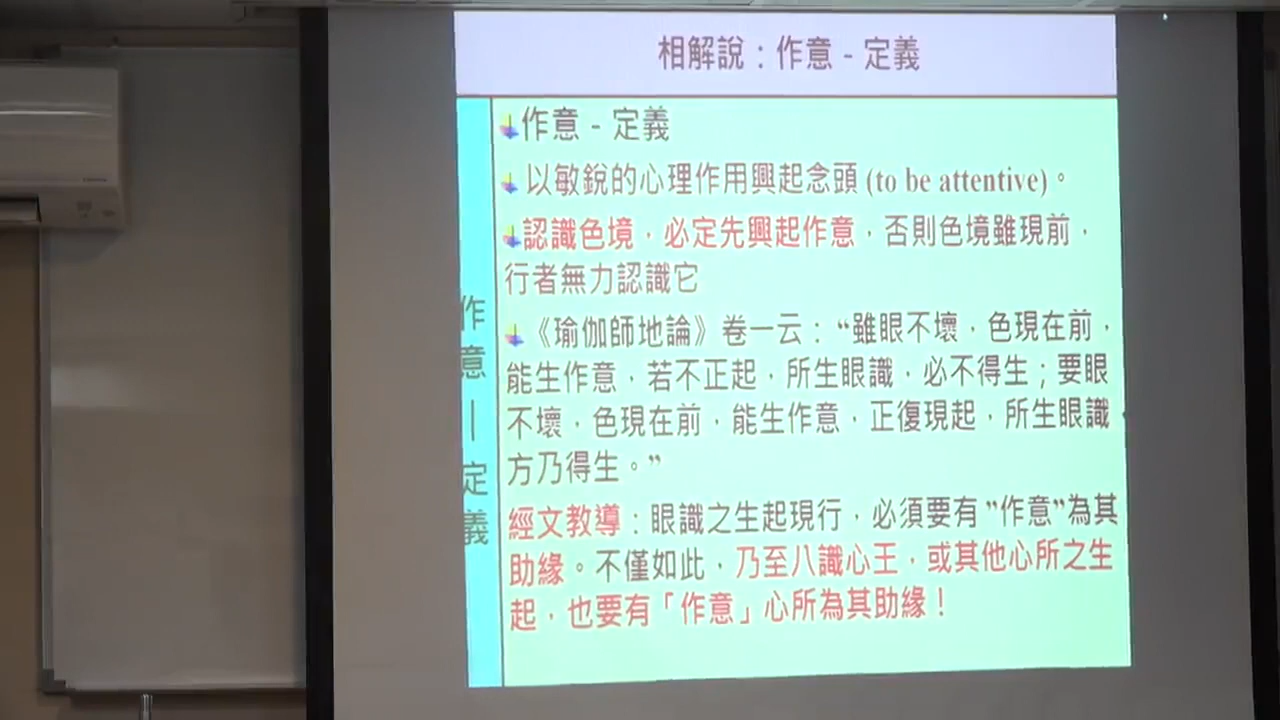 相解說：作意 - 定義
作意 - 定義
以敏銳的心理作用興起念頭 (to be attentive)。
認識色境，必定先興起作意，否則色境雖現前，
行者無力認識它
《瑜伽師地論》卷一云：“雖眼不壞，色現在前，
能生作意，若不正起，所生眼識，必不得生；要眼
不壞，色現在前，能生作意，正復現起，所生眼識
方乃得生。”
經文教導：眼識之生起現行，必須要有 ”作意”為其
助緣。不僅如此，乃至八識心王，或其他心所之生
起，也要有「作意」心所為其助緣！
作意｜定義